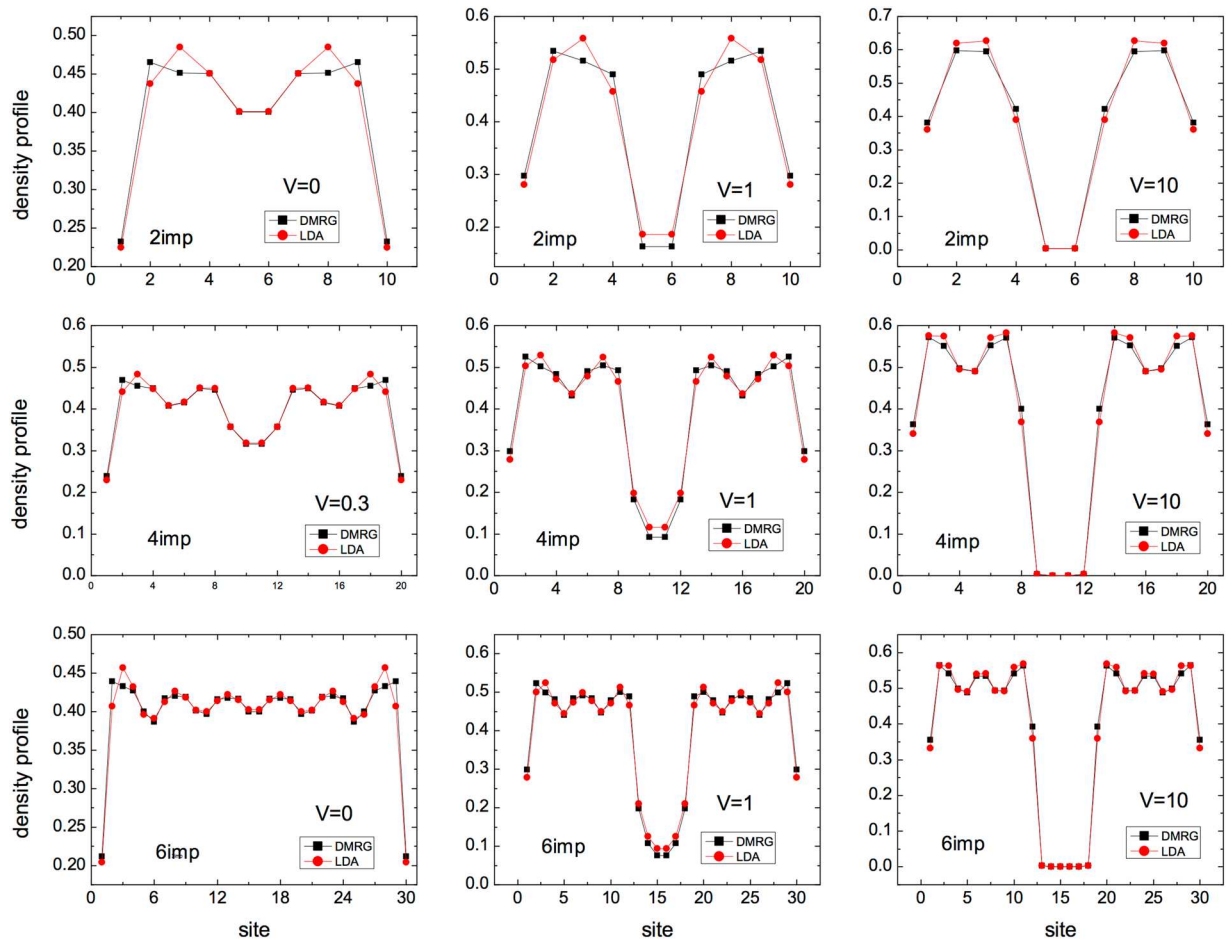 0.50
0.45
0.40
0.35
0.30
0.25
0.20
density profile
V=0
DMRG
LDA
2imp
0 2 4 6 8 10
0.5
0.4
0.3
0.2
V=1
DMRG
LDA
2imp
0 2 4 6 8 10
0.7
0.6
0.5
0.4
0.3
0.2
0.1
0.0
V=10
DMRG
LDA
2imp
0 2 4 6 8 10
0.6
0.5
0.4
0.3
0.2
0.1
0.0
density profile
V=0.3
DMRG
LDA
4imp
0 4 8 12 16 20
0.6
0.5
0.4
0.3
0.2
0.1
0.0
V=1
DMRG
LDA
4imp
0 4 8 12 16 20
0.6
0.5
0.4
0.3
0.2
0.1
0.0
V=10
DMRG
LDA
4imp
0 4 8 12 16 20
0.50
0.45
0.40
0.35
0.30
0.25
0.20
density profile
V=0
DMRG
LDA
6imp
0 6 12 18 24 30
site
0.6
0.5
0.4
0.3
0.2
0.1
0.0
V=1
DMRG
LDA
6imp
0 5 10 15 20 25 30
site
0.6
0.5
0.4
0.3
0.2
0.1
0.0
V=10
DMRG
LDA
6imp
0 5 10 15 20 25 30
site